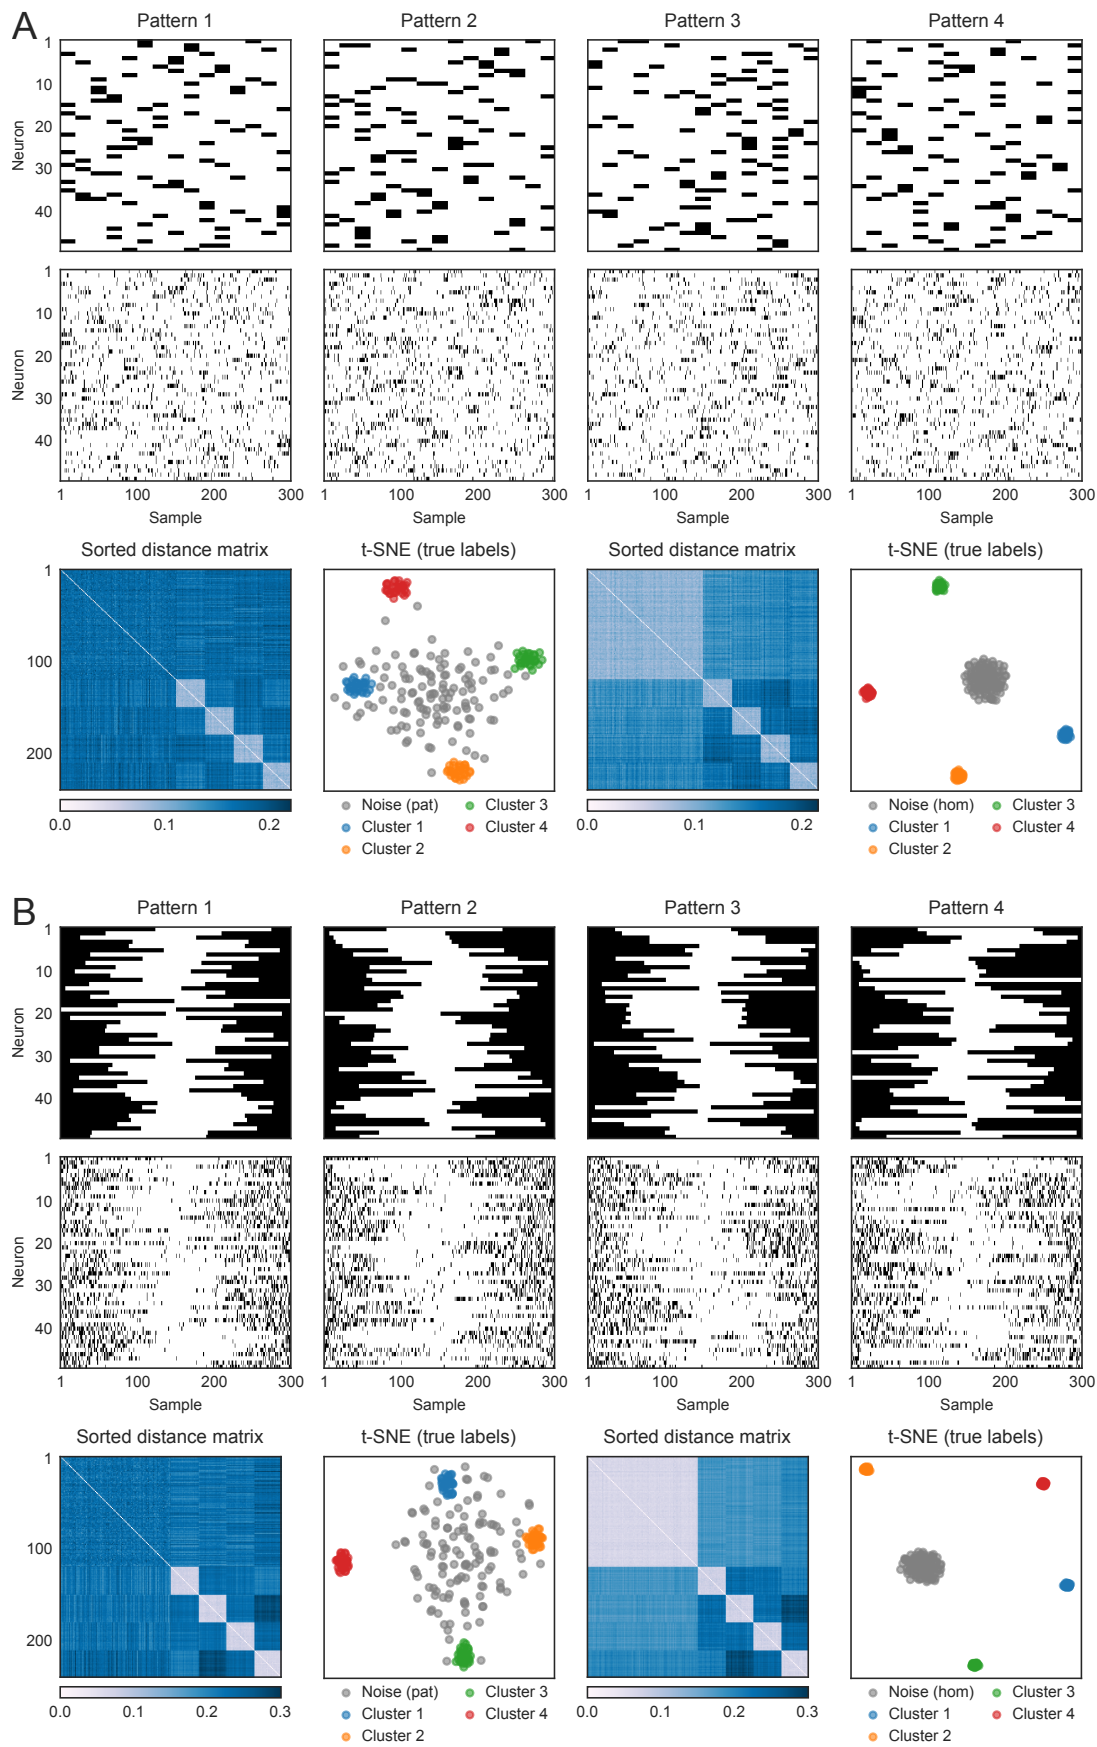 A
Pattern 1 Pattern 2 Pattern 3 Pattern 4
1
10
20
30
40
Neuron
1
10
20
30
40
Neuron
1 100 200 300 1 100 200 300 1 100 200 300 1 100 200 300
Sample Sample Sample Sample
Sorted distance matrix t-SNE (true labels) Sorted distance matrix t-SNE (true labels)
1
100
200
0.0 0.1 0.2 0.0 0.1 0.2
Noise (pat) Cluster 3 Noise (hom) Cluster 3
Cluster 1 Cluster 4 Cluster 1 Cluster 4
Cluster 2 Cluster 2
B
Pattern 1 Pattern 2 Pattern 3 Pattern 4
1
10
20
30
40
Neuron
1
10
20
30
40
Neuron
1 100 200 300 1 100 200 300 1 100 200 300 1 100 200 300
Sample Sample Sample Sample
Sorted distance matrix t-SNE (true labels) Sorted distance matrix t-SNE (true labels)
1
100
200
0.0 0.1 0.2 0.3 0.0 0.1 0.2 0.3
Noise (pat) Cluster 3 Noise (hom) Cluster 3
Cluster 1 Cluster 4 Cluster 1 Cluster 4
Cluster 2 Cluster 2